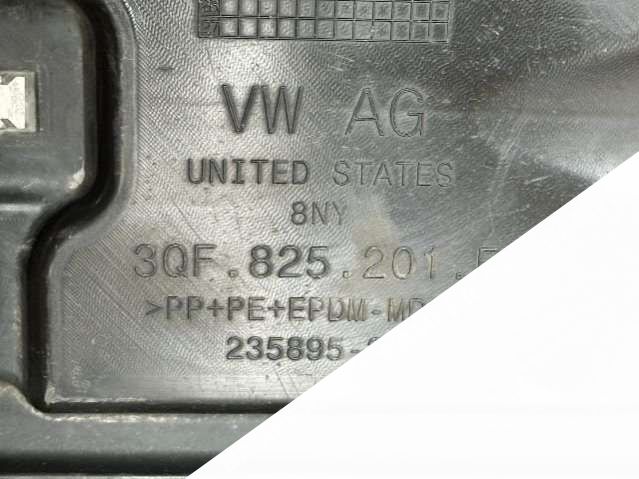 VW AG
UNITED STATES
8NY
3QF.825.201.
>PP+PE+EPDM-M
235895-